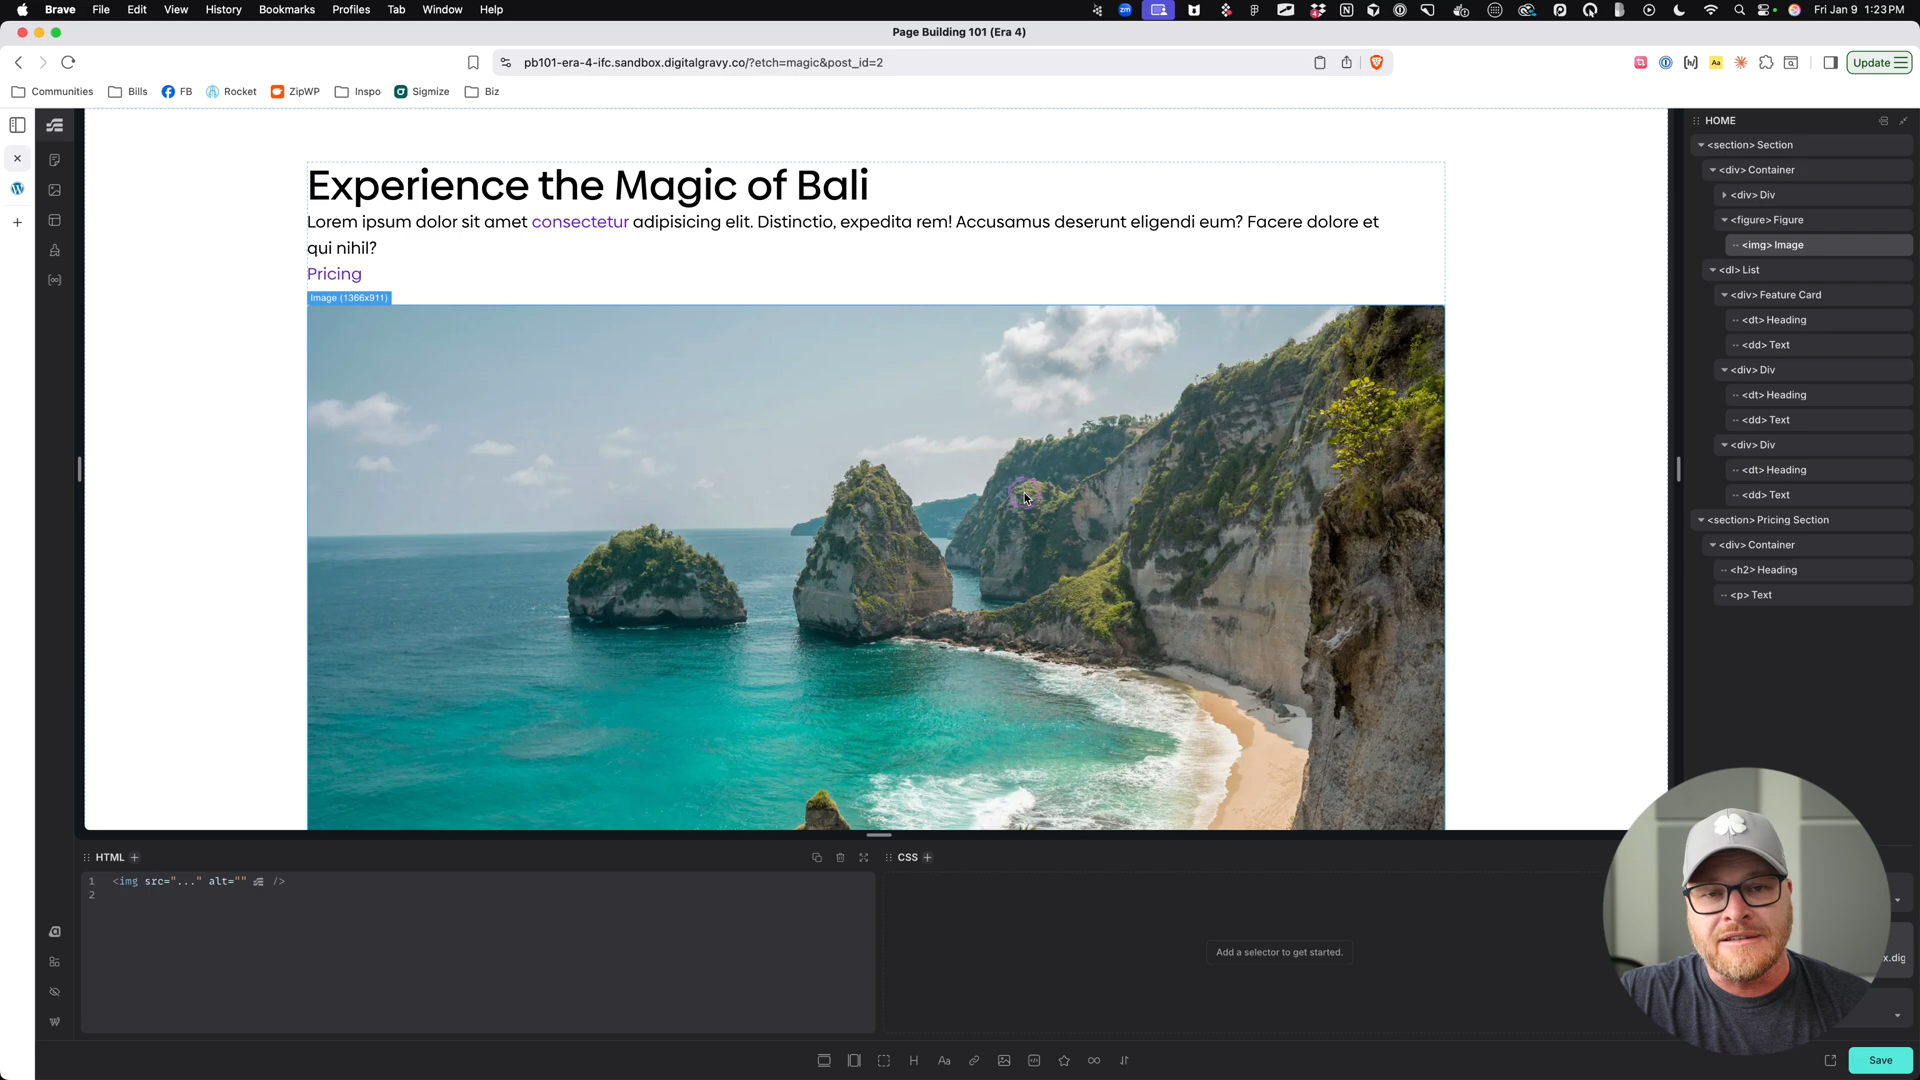 Brave File Edit View History Bookmarks Profiles Tab Window Help
Fri Jan 9 1:23PM
Page Building 101 (Era 4)
pb101-era-4-ifc.sandbox.digitalgravy.co/?etch=magic&post_id=2
Update
Communities Bills FB Rocket ZipWP Inspo Sigmize Biz
Experience the Magic of Bali
Lorem ipsum dolor sit amet consectetur adipisicing elit. Distinctio, expedita rem! Accusamus deserunt eligendi eum? Facere dolore et
qui nihil?
Pricing
Image (1366x911)
HOME
<section> Section
<div> Container
<div> Div
<figure> Figure
<img> Image
<dl> List
<div> Feature Card
<dt> Heading
<dd> Text
<div> Div
<dt> Heading
<dd> Text
<div> Div
<dt> Heading
<dd> Text
<section> Pricing Section
<div> Container
<h2> Heading
<p> Text
HTML +
1 <img src="..." alt="" />
2
CSS +
Add a selector to get started.
x.dig
H Aa
Save